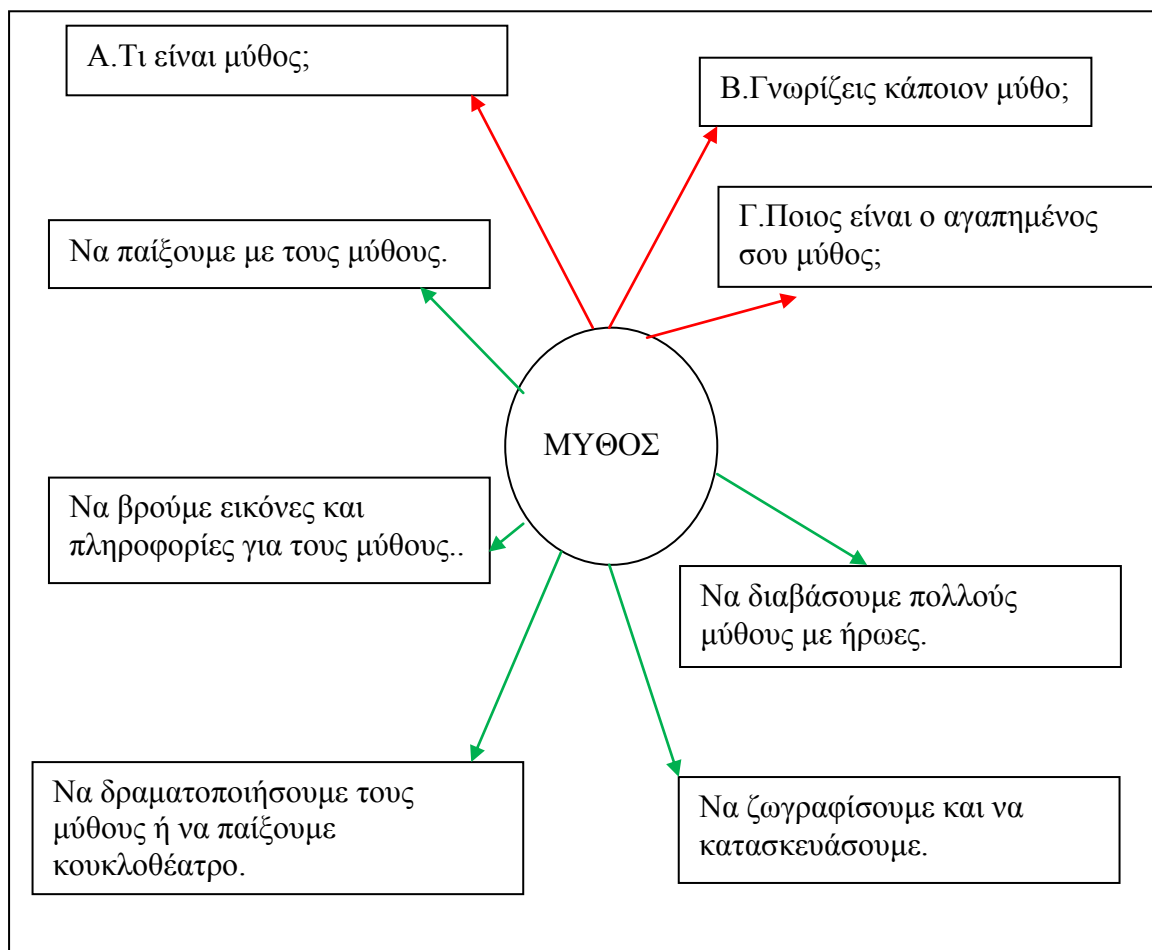 Α.Τι είναι μύθος;
Β.Γνωρίζεις κάποιον μύθο;
Γ.Ποιος είναι ο αγαπημένος
σου μύθος;
Να παίξουμε με τους μύθους.
ΜΥΘΟΣ
Να βρούμε εικόνες και
πληροφορίες για τους μύθους..
Να διαβάσουμε πολλούς
μύθους με ήρωες.
Να δραματοποιήσουμε τους
μύθους ή να παίξουμε
κουκλοθέατρο.
Να ζωγραφίσουμε και να
κατασκευάσουμε.